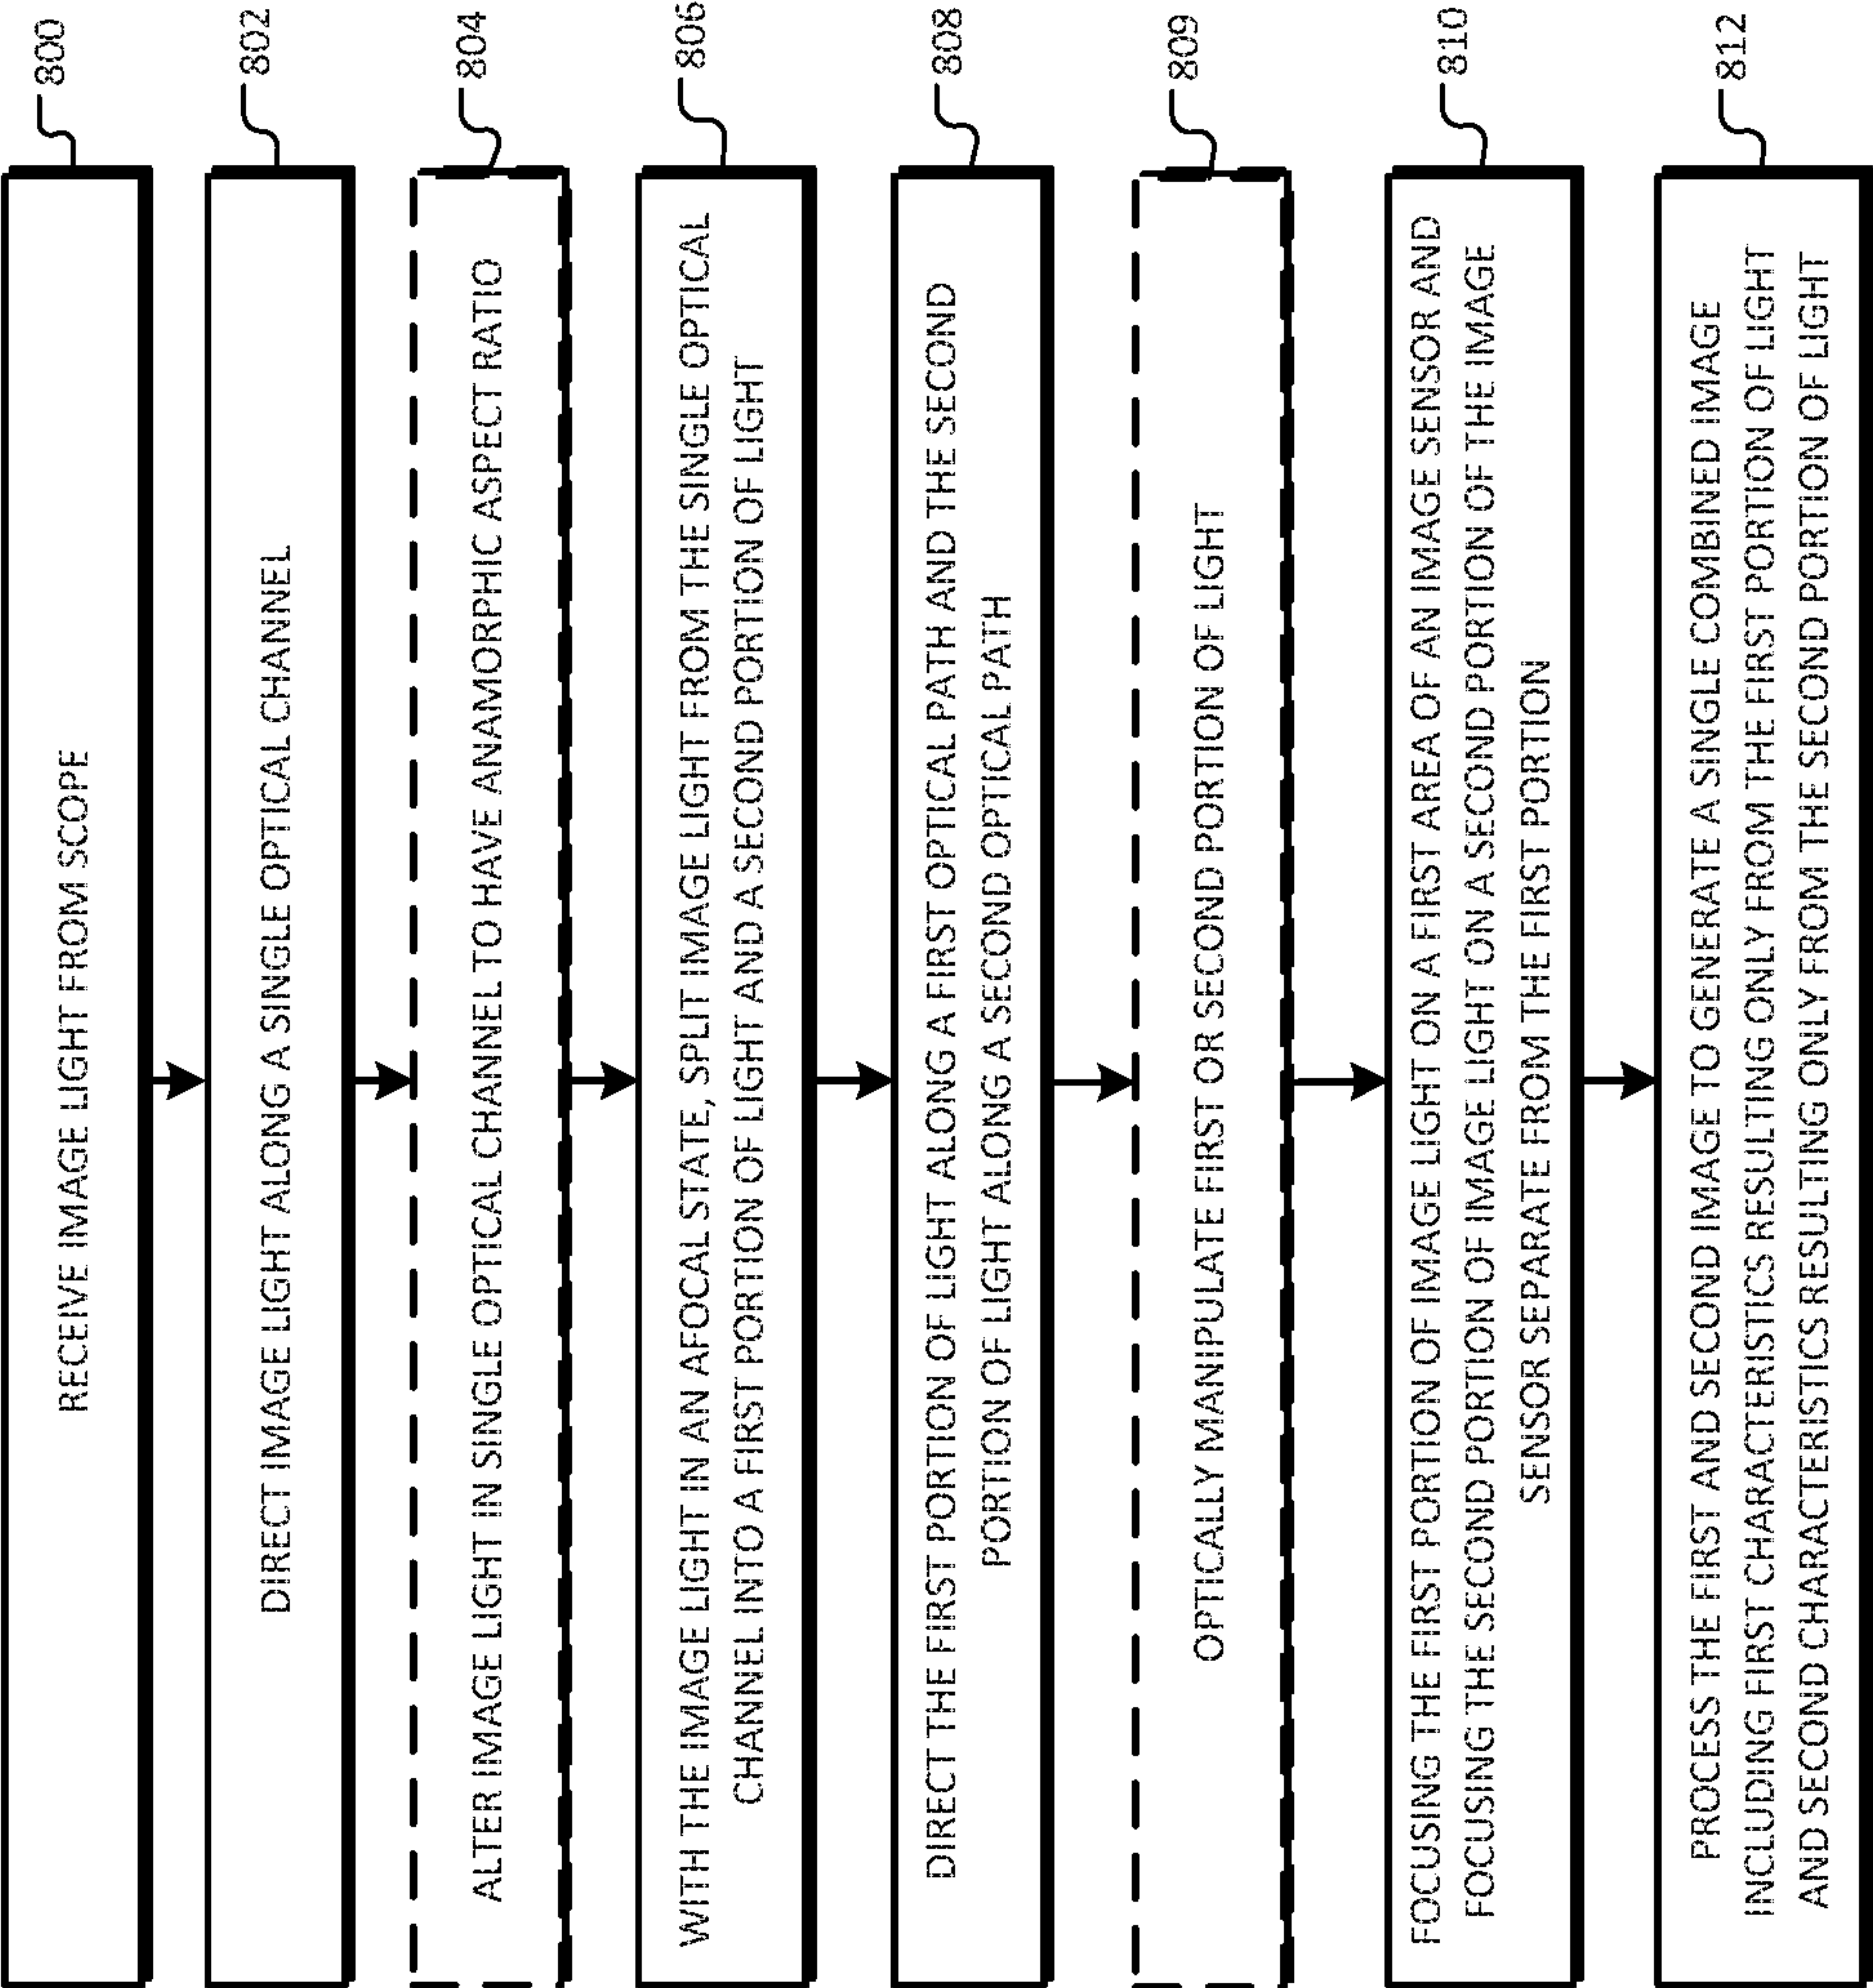 RECEIVE IMAGE LIGHT FROM SCOPE
800
DIRECT IMAGE LIGHT ALONG A SINGLE OPTICAL CHANNEL
802
ALTER IMAGE LIGHT IN SINGLE OPTICAL CHANNEL TO HAVE ANAMORPHIC ASPECT RATIO
804
WITH THE IMAGE LIGHT IN AN AFOCAL STATE, SPLIT IMAGE LIGHT FROM THE SINGLE OPTICAL
CHANNEL INTO A FIRST PORTION OF LIGHT AND A SECOND PORTION OF LIGHT
806
DIRECT THE FIRST PORTION OF LIGHT ALONG A FIRST OPTICAL PATH AND THE SECOND
PORTION OF LIGHT ALONG A SECOND OPTICAL PATH
808
OPTICALLY MANIPULATE FIRST OR SECOND PORTION OF LIGHT
809
FOCUSING THE FIRST PORTION OF IMAGE LIGHT ON A FIRST AREA OF AN IMAGE SENSOR AND
FOCUSING THE SECOND PORTION OF IMAGE LIGHT ON A SECOND PORTION OF THE IMAGE
SENSOR SEPARATE FROM THE FIRST PORTION
810
PROCESS THE FIRST AND SECOND IMAGE TO GENERATE A SINGLE COMBINED IMAGE
INCLUDING FIRST CHARACTERISTICS RESULTING ONLY FROM THE FIRST PORTION OF LIGHT
AND SECOND CHARACTERISTICS RESULTING ONLY FROM THE SECOND PORTION OF LIGHT
812